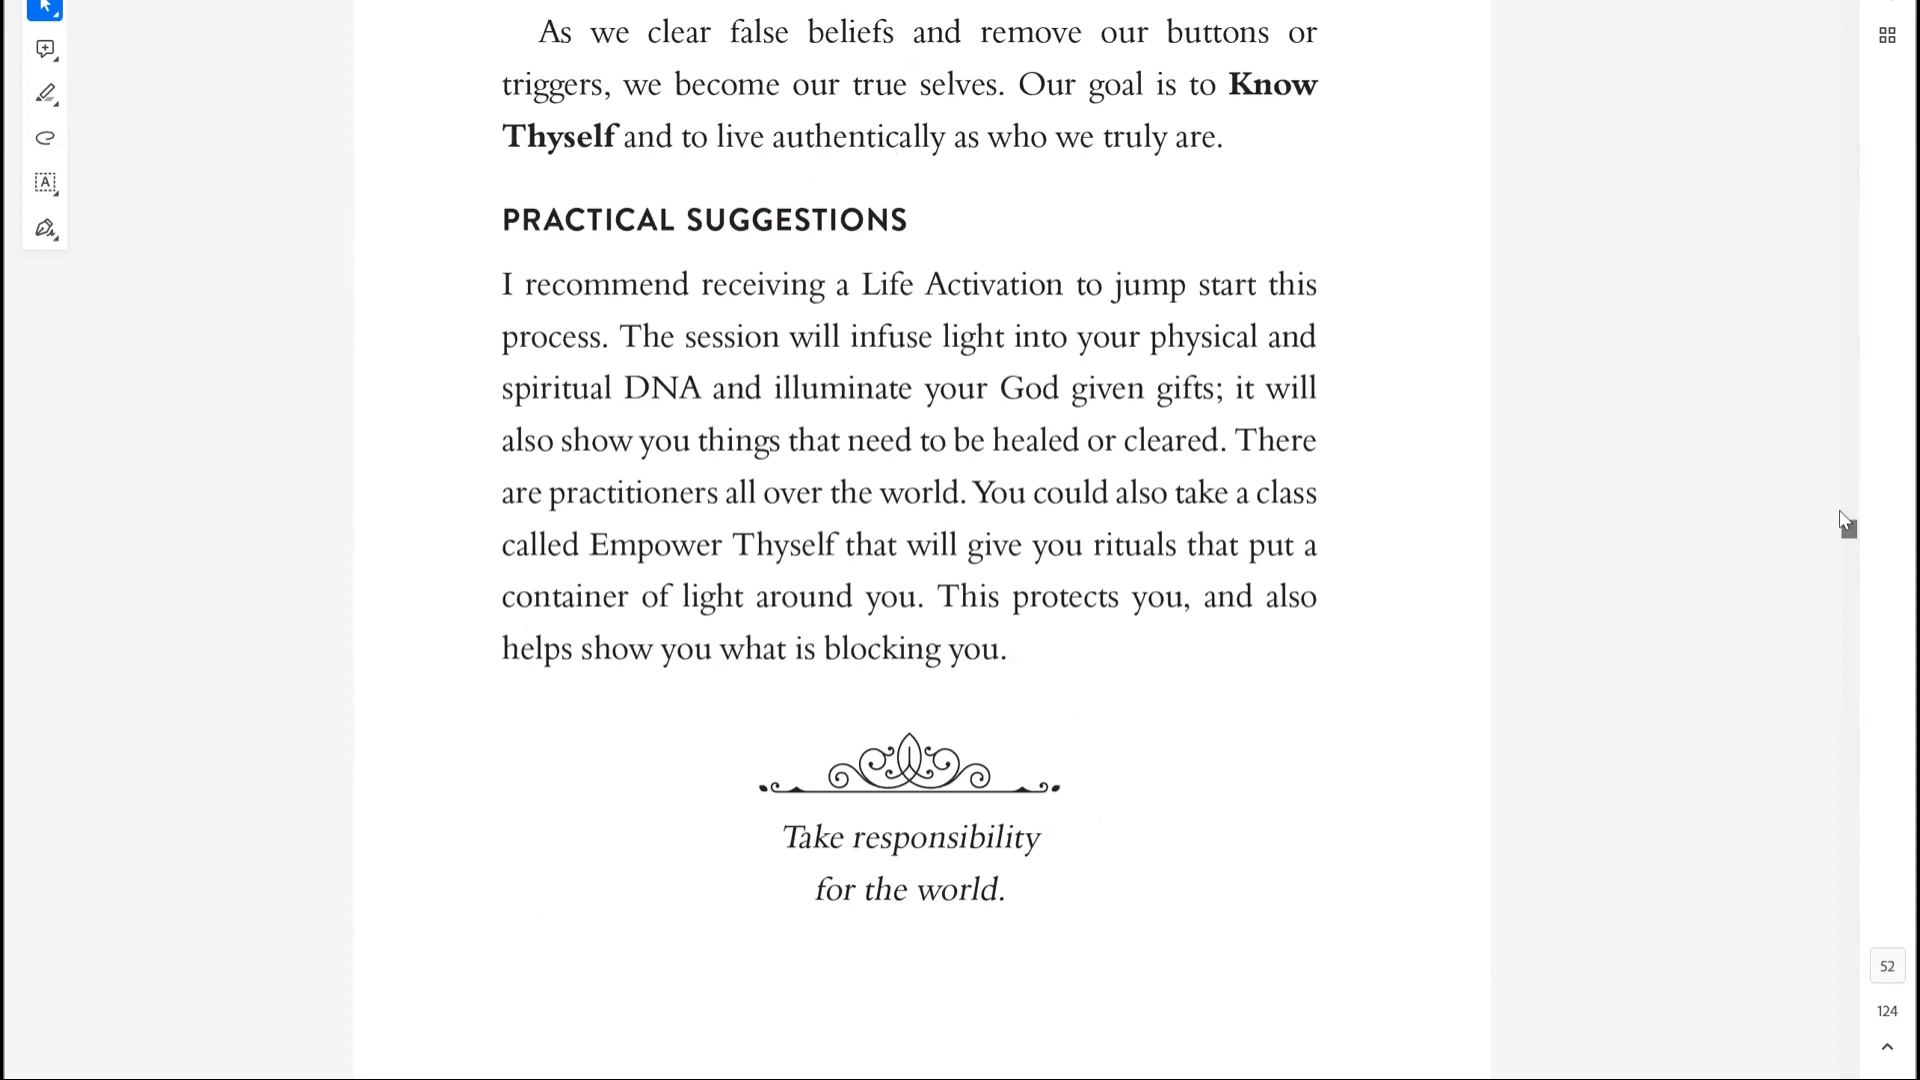 As we clear false beliefs and remove our buttons or
triggers, we become our true selves. Our goal is to Know
Thyself and to live authentically as who we truly are.
PRACTICAL SUGGESTIONS
I recommend receiving a Life Activation to jump start this
process. The session will infuse light into your physical and
spiritual DNA and illuminate your God given gifts; it will
also show you things that need to be healed or cleared. There
are practitioners all over the world. You could also take a class
called Empower Thyself that will give you rituals that put a
container of light around you. This protects you, and also
helps show you what is blocking you.
Take responsibility
for the world.
52
124